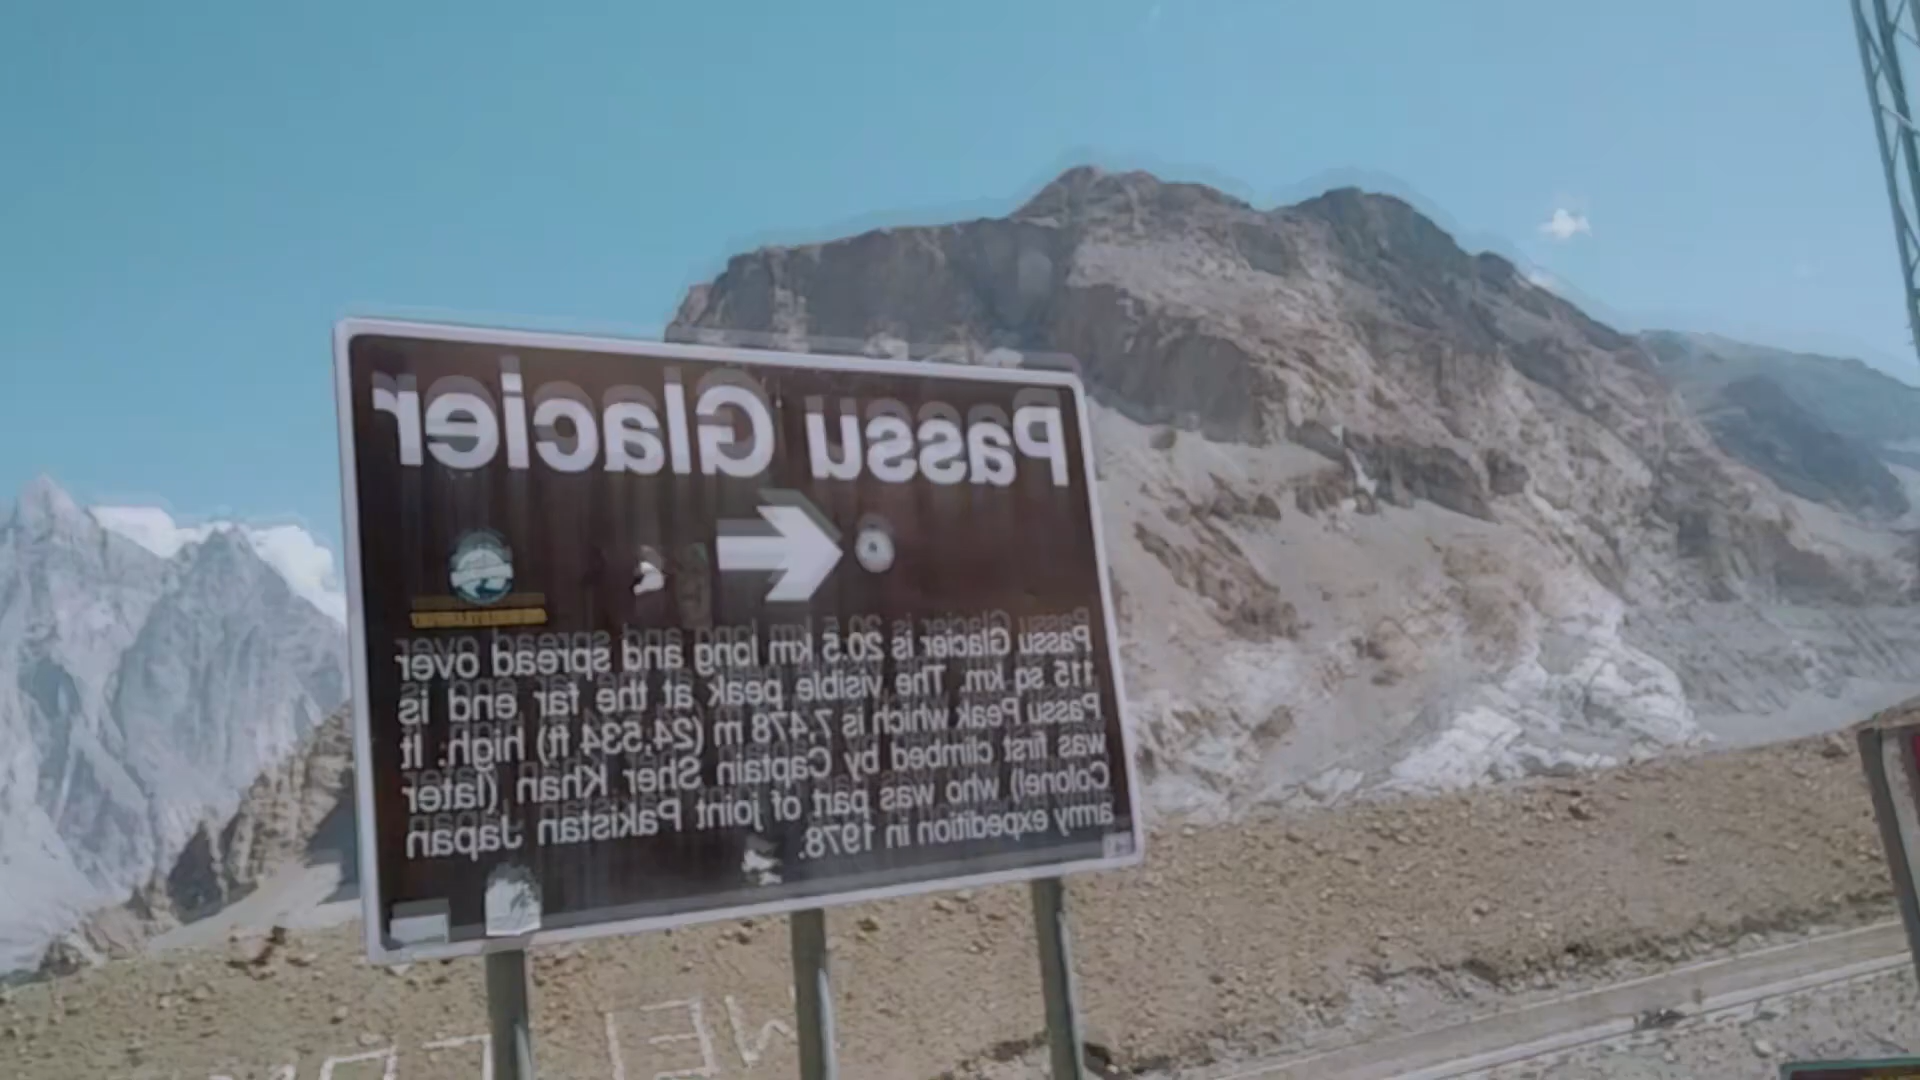 Passu Glacier
Passu Glacier is 20.5 km long and spread over
115 sq. km. The visible peak at the far end is
Passu Peak which is 7,478 m (24,534 ft) high. It
was first climbed by Captain Sher Khan (later
Colonel) who was part of joint Pakistan Japan
army expedition in 1978.